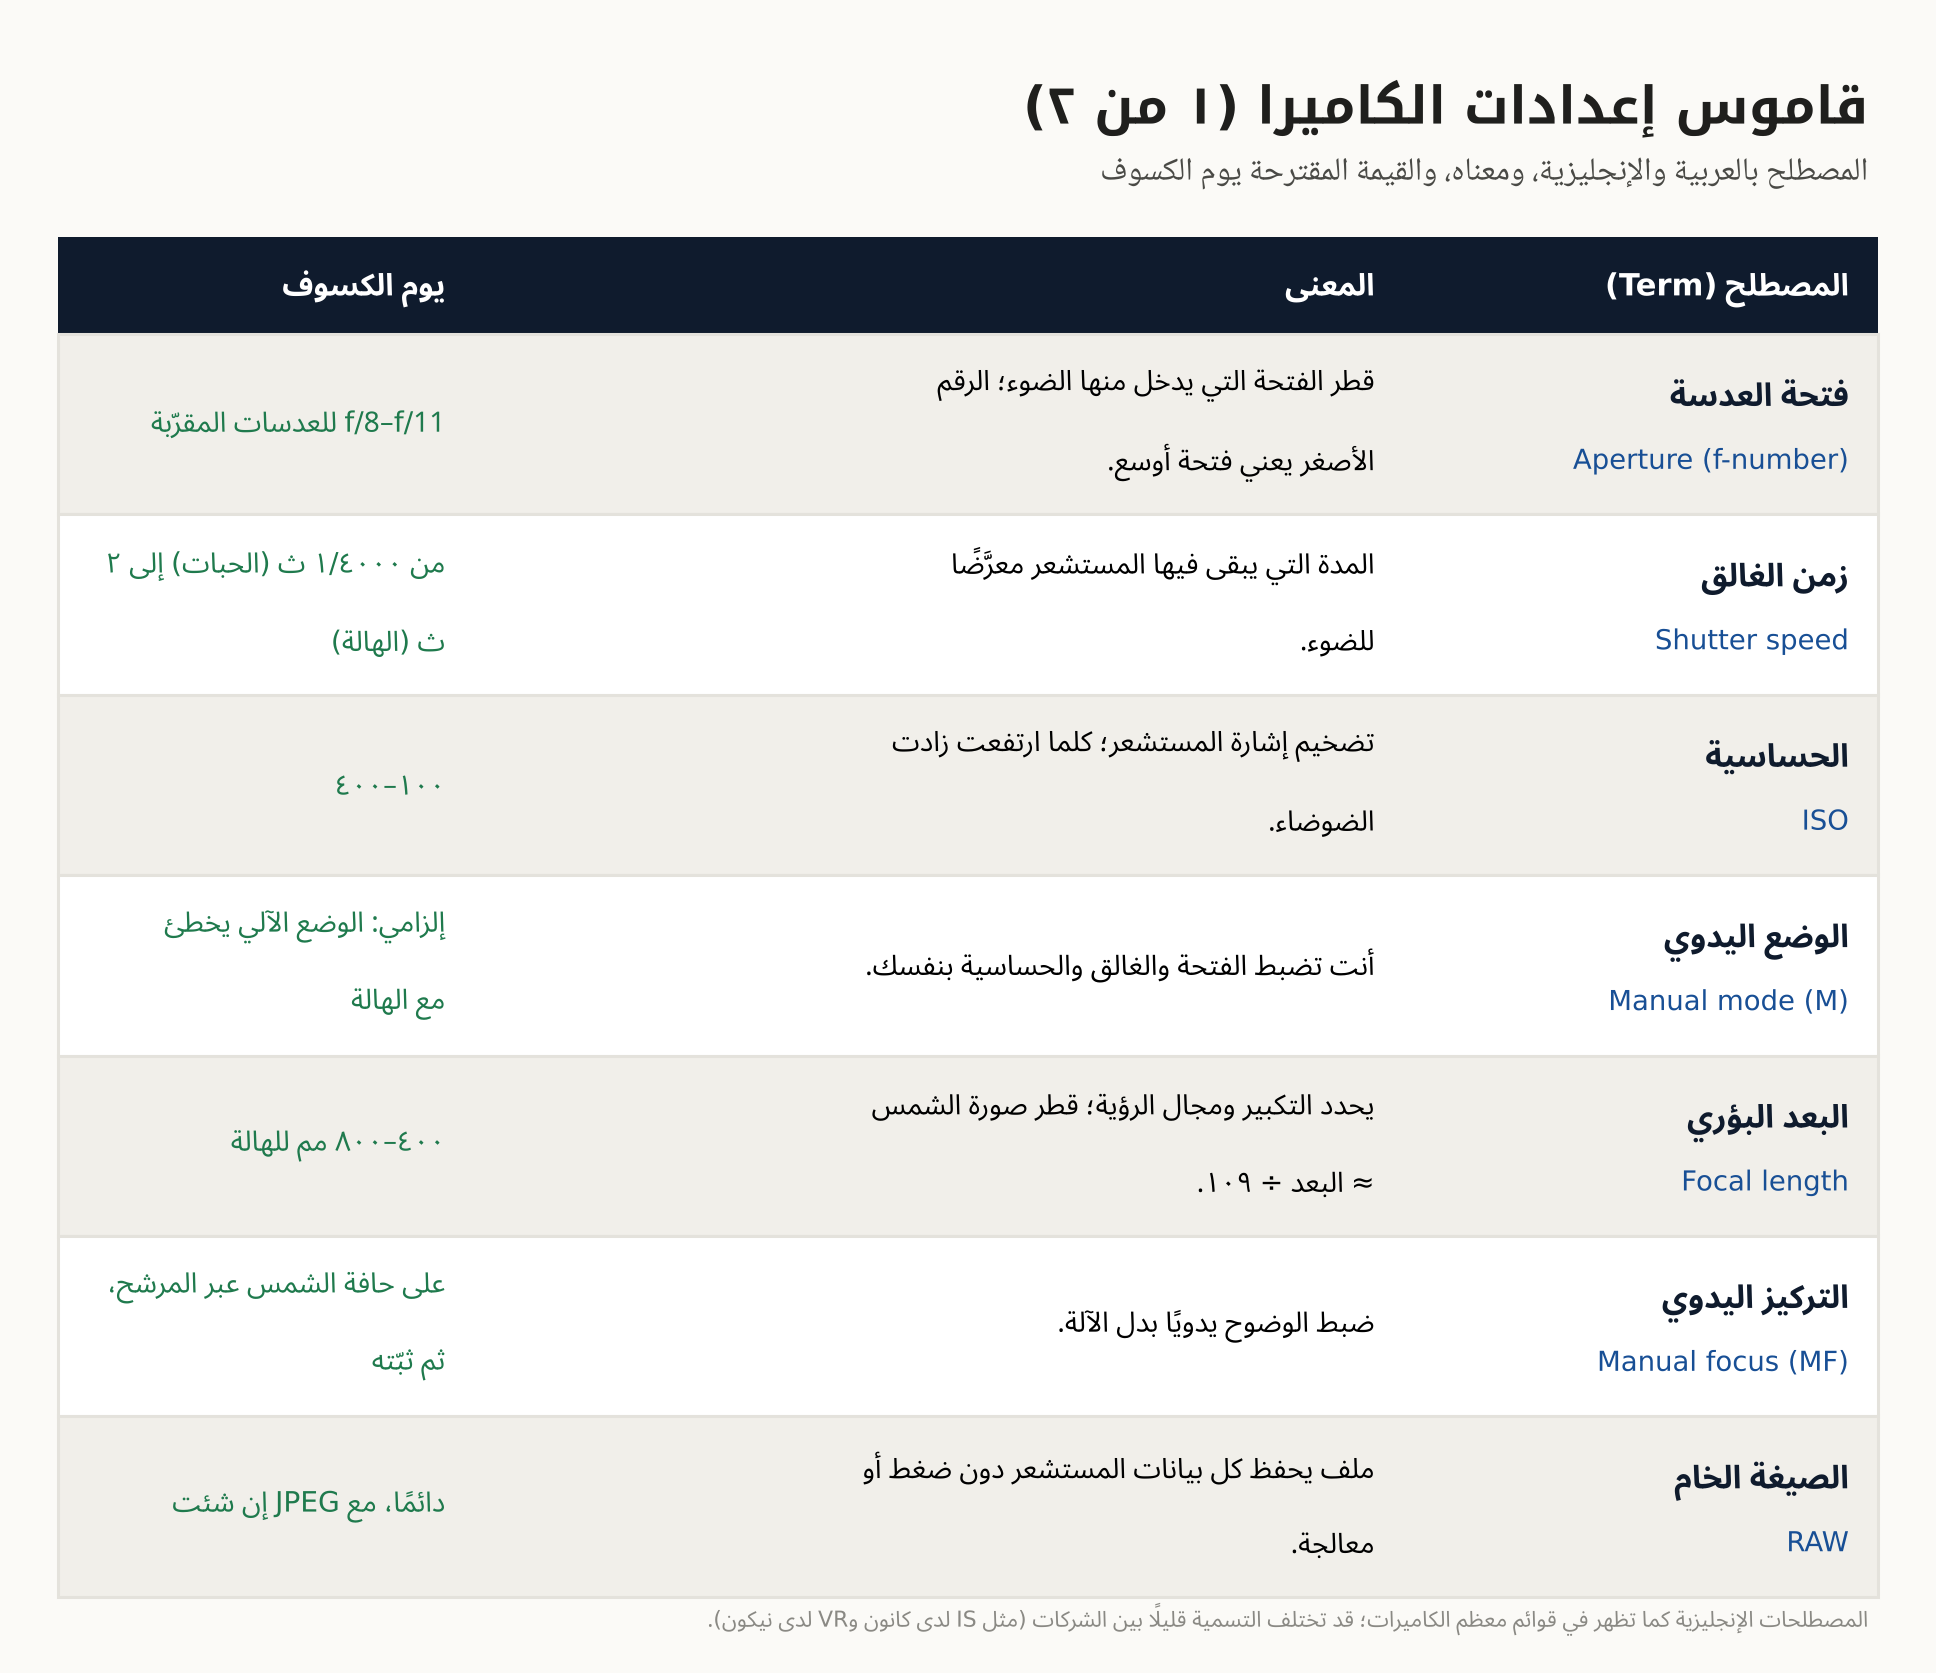 قاموس إعدادات الكاميرا (١ من ٢)
المصطلح بالعربية والإنجليزية، ومعناه، والقيمة المقترحة يوم الكسوف
المصطلح (Term)
المعنى
يوم الكسوف
فتحة العدسة
Aperture (f-number)
قطر الفتحة التي يدخل منها الضوء؛ الرقم
الأصغر يعني فتحة أوسع.
f/8–f/11 للعدسات المقرّبة
زمن الغالق
Shutter speed
المدة التي يبقى فيها المستشعر معرَّضًا
للضوء.
من ١/٤٠٠٠ ث (الحبات) إلى ٢
ث (الهالة)
الحساسية
ISO
تضخيم إشارة المستشعر؛ كلما ارتفعت زادت
الضوضاء.
١٠٠–٤٠٠
الوضع اليدوي
Manual mode (M)
أنت تضبط الفتحة والغالق والحساسية بنفسك.
إلزامي: الوضع الآلي يخطئ
مع الهالة
البعد البؤري
Focal length
يحدد التكبير ومجال الرؤية؛ قطر صورة الشمس
≈ البعد ÷ ١٠٩.
٤٠٠–٨٠٠ مم للهالة
التركيز اليدوي
Manual focus (MF)
ضبط الوضوح يدويًا بدل الآلة.
على حافة الشمس عبر المرشح،
ثم ثبّته
الصيغة الخام
RAW
ملف يحفظ كل بيانات المستشعر دون ضغط أو
معالجة.
دائمًا، مع JPEG إن شئت
المصطلحات الإنجليزية كما تظهر في قوائم معظم الكاميرات؛ قد تختلف التسمية قليلًا بين الشركات (مثل IS لدى كانون وVR لدى نيكون).